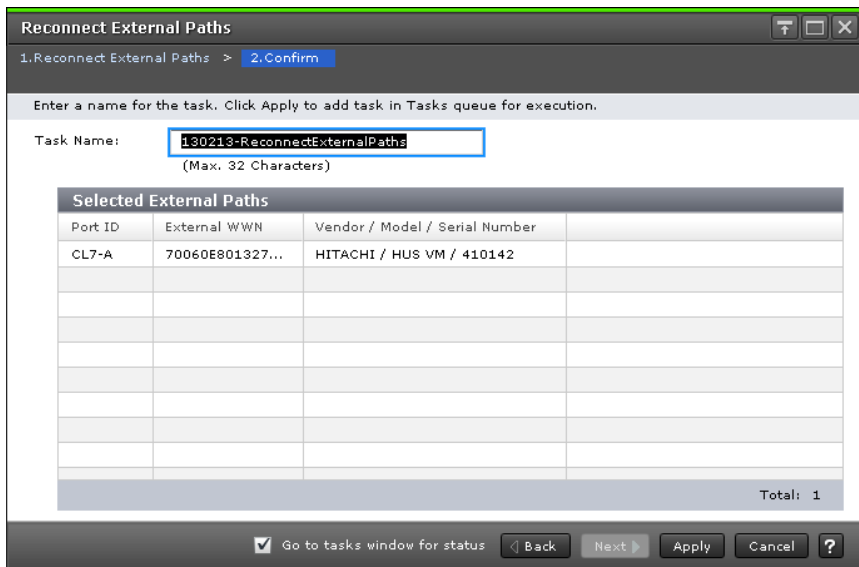 Reconnect External Paths
1.Reconnect External Paths > 2.Confirm
Enter a name for the task. Click Apply to add task in Tasks queue for execution.
Task Name: 130213-ReconnectExternalPaths
(Max. 32 Characters)
Selected External Paths
Port ID External WWN Vendor / Model / Serial Number
CL7-A 70060E801327... HITACHI / HUS VM / 410142
Total: 1
Go to tasks window for status Back Next Apply Cancel ?